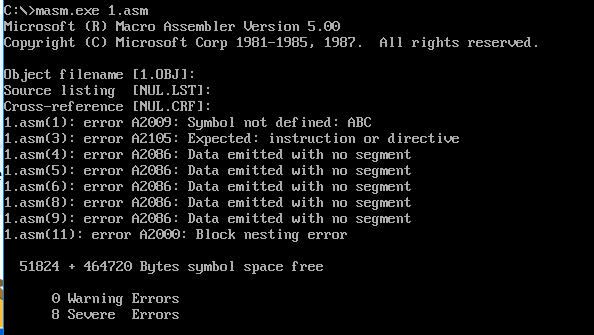 C:\>masm.exe 1.asm
Microsoft (R) Macro Assembler Version 5.00
Copyright (C) Microsoft Corp 1981-1985, 1987.  All rights reserved.
Object filename [1.OBJ]:
Source listing  [NUL.LST]:
Cross-reference [NUL.CRF]:
1.asm(1): error A2009: Symbol not defined: ABC
1.asm(3): error A2105: Expected: instruction or directive
1.asm(4): error A2086: Data emitted with no segment
1.asm(5): error A2086: Data emitted with no segment
1.asm(6): error A2086: Data emitted with no segment
1.asm(8): error A2086: Data emitted with no segment
1.asm(9): error A2086: Data emitted with no segment
1.asm(11): error A2000: Block nesting error
51824 + 464720 Bytes symbol space free
0 Warning Errors
8 Severe  Errors